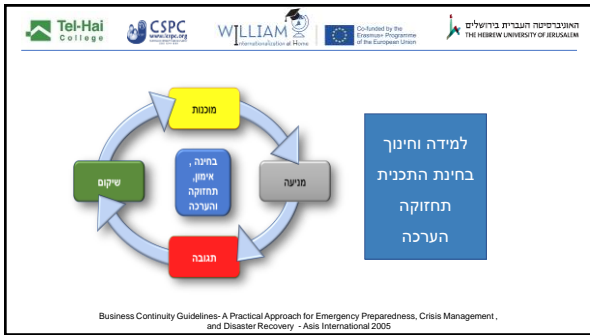 Tel-Hai
College
CSPC
www.icspc.org
WILLIAM
internationalization at Home
Co-funded by the
Erasmus+ Programme
of the European Union
האוניברסיטה העברית בירושלים
THE HEBREW UNIVERSITY OF JERUSALEM
מוכנות
מניעה
תגובה
שיקום
בחינה,
אימון,
תחזוקה
והערכה
למידה וחינוך
בחינת התכנית
תחזוקה
הערכה
Business Continuity Guidelines- A Practical Approach for Emergency Preparedness, Crisis Management ,
and Disaster Recovery - Asis International 2005